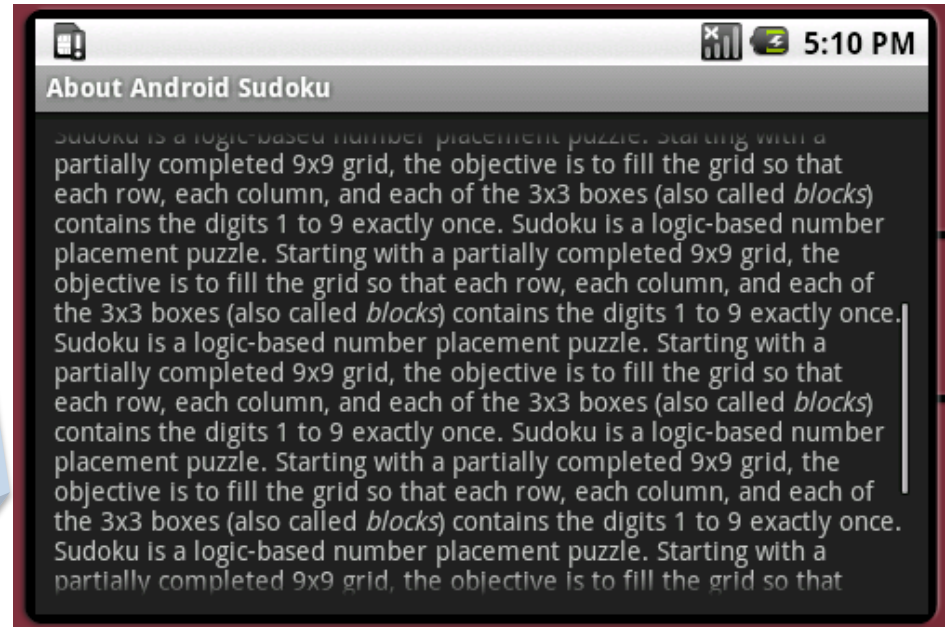 5:10 PM
About Android Sudoku
Sudoku is a logic-based number placement puzzle. Starting with a
partially completed 9x9 grid, the objective is to fill the grid so that
each row, each column, and each of the 3x3 boxes (also called blocks)
contains the digits 1 to 9 exactly once. Sudoku is a logic-based number
placement puzzle. Starting with a partially completed 9x9 grid, the
objective is to fill the grid so that each row, each column, and each of
the 3x3 boxes (also called blocks) contains the digits 1 to 9 exactly once.
Sudoku is a logic-based number placement puzzle. Starting with a
partially completed 9x9 grid, the objective is to fill the grid so that
each row, each column, and each of the 3x3 boxes (also called blocks)
contains the digits 1 to 9 exactly once. Sudoku is a logic-based number
placement puzzle. Starting with a partially completed 9x9 grid, the
objective is to fill the grid so that each row, each column, and each of
the 3x3 boxes (also called blocks) contains the digits 1 to 9 exactly once.
Sudoku is a logic-based number placement puzzle. Starting with a
partially completed 9x9 grid, the objective is to fill the grid so that